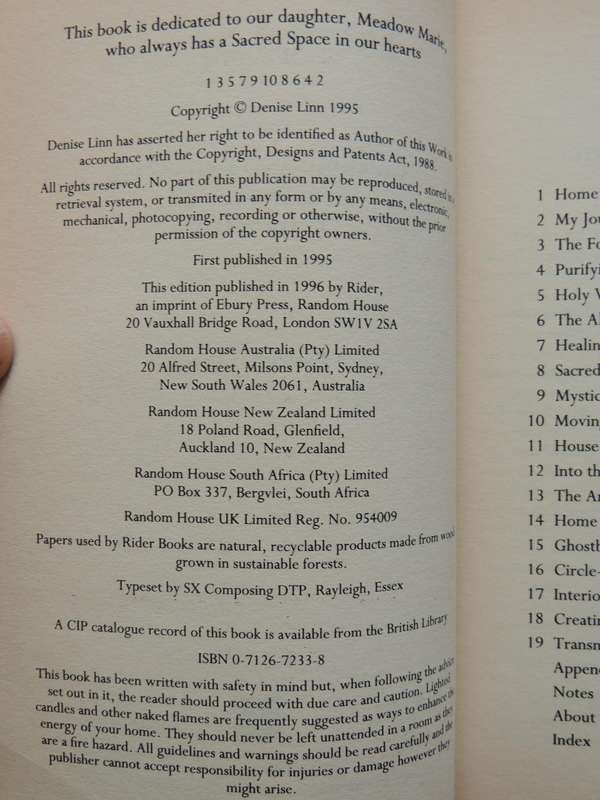 This book is dedicated to our daughter, Meadow Marie,
who always has a Sacred Space in our hearts
1 3 5 7 9 10 8 6 4 2
Copyright © Denise Linn 1995
Denise Linn has asserted her right to be identified as Author of this Work in
accordance with the Copyright, Designs and Patents Act, 1988.
All rights reserved. No part of this publication may be reproduced, stored in a
retrieval system, or transmited in any form or by any means, electronic,
mechanical, photocopying, recording or otherwise, without the prior
permission of the copyright owners.
First published in 1995
This edition published in 1996 by Rider,
an imprint of Ebury Press, Random House
20 Vauxhall Bridge Road, London SW1V 2SA
Random House Australia (Pty) Limited
20 Alfred Street, Milsons Point, Sydney,
New South Wales 2061, Australia
Random House New Zealand Limited
18 Poland Road, Glenfield,
Auckland 10, New Zealand
Random House South Africa (Pty) Limited
PO Box 337, Bergvlei, South Africa
Random House UK Limited Reg. No. 954009
Papers used by Rider Books are natural, recyclable products made from wood
grown in sustainable forests.
Typeset by SX Composing DTP, Rayleigh, Essex
A CIP catalogue record of this book is available from the British Library
ISBN 0-7126-7233-8
This book has been written with safety in mind but, when following the advice
set out in it, the reader should proceed with due care and caution. Lighted
candles and other naked flames are frequently suggested as ways to enhance the
energy of your home. They should never be left unattended in a room as they
are a fire hazard. All guidelines and warnings should be read carefully and the
publisher cannot accept responsibility for injuries or damage however they
might arise.
1 Home
2 My Jou
3 The Fo
4 Purifyi
5 Holy W
6 The Al
7 Healin
8 Sacred
9 Mystic
10 Movin
11 House
12 Into th
13 The Ar
14 Home
15 Ghostb
16 Circle-
17 Interio
18 Creatin
19 Transm
Append
Notes
About
Index